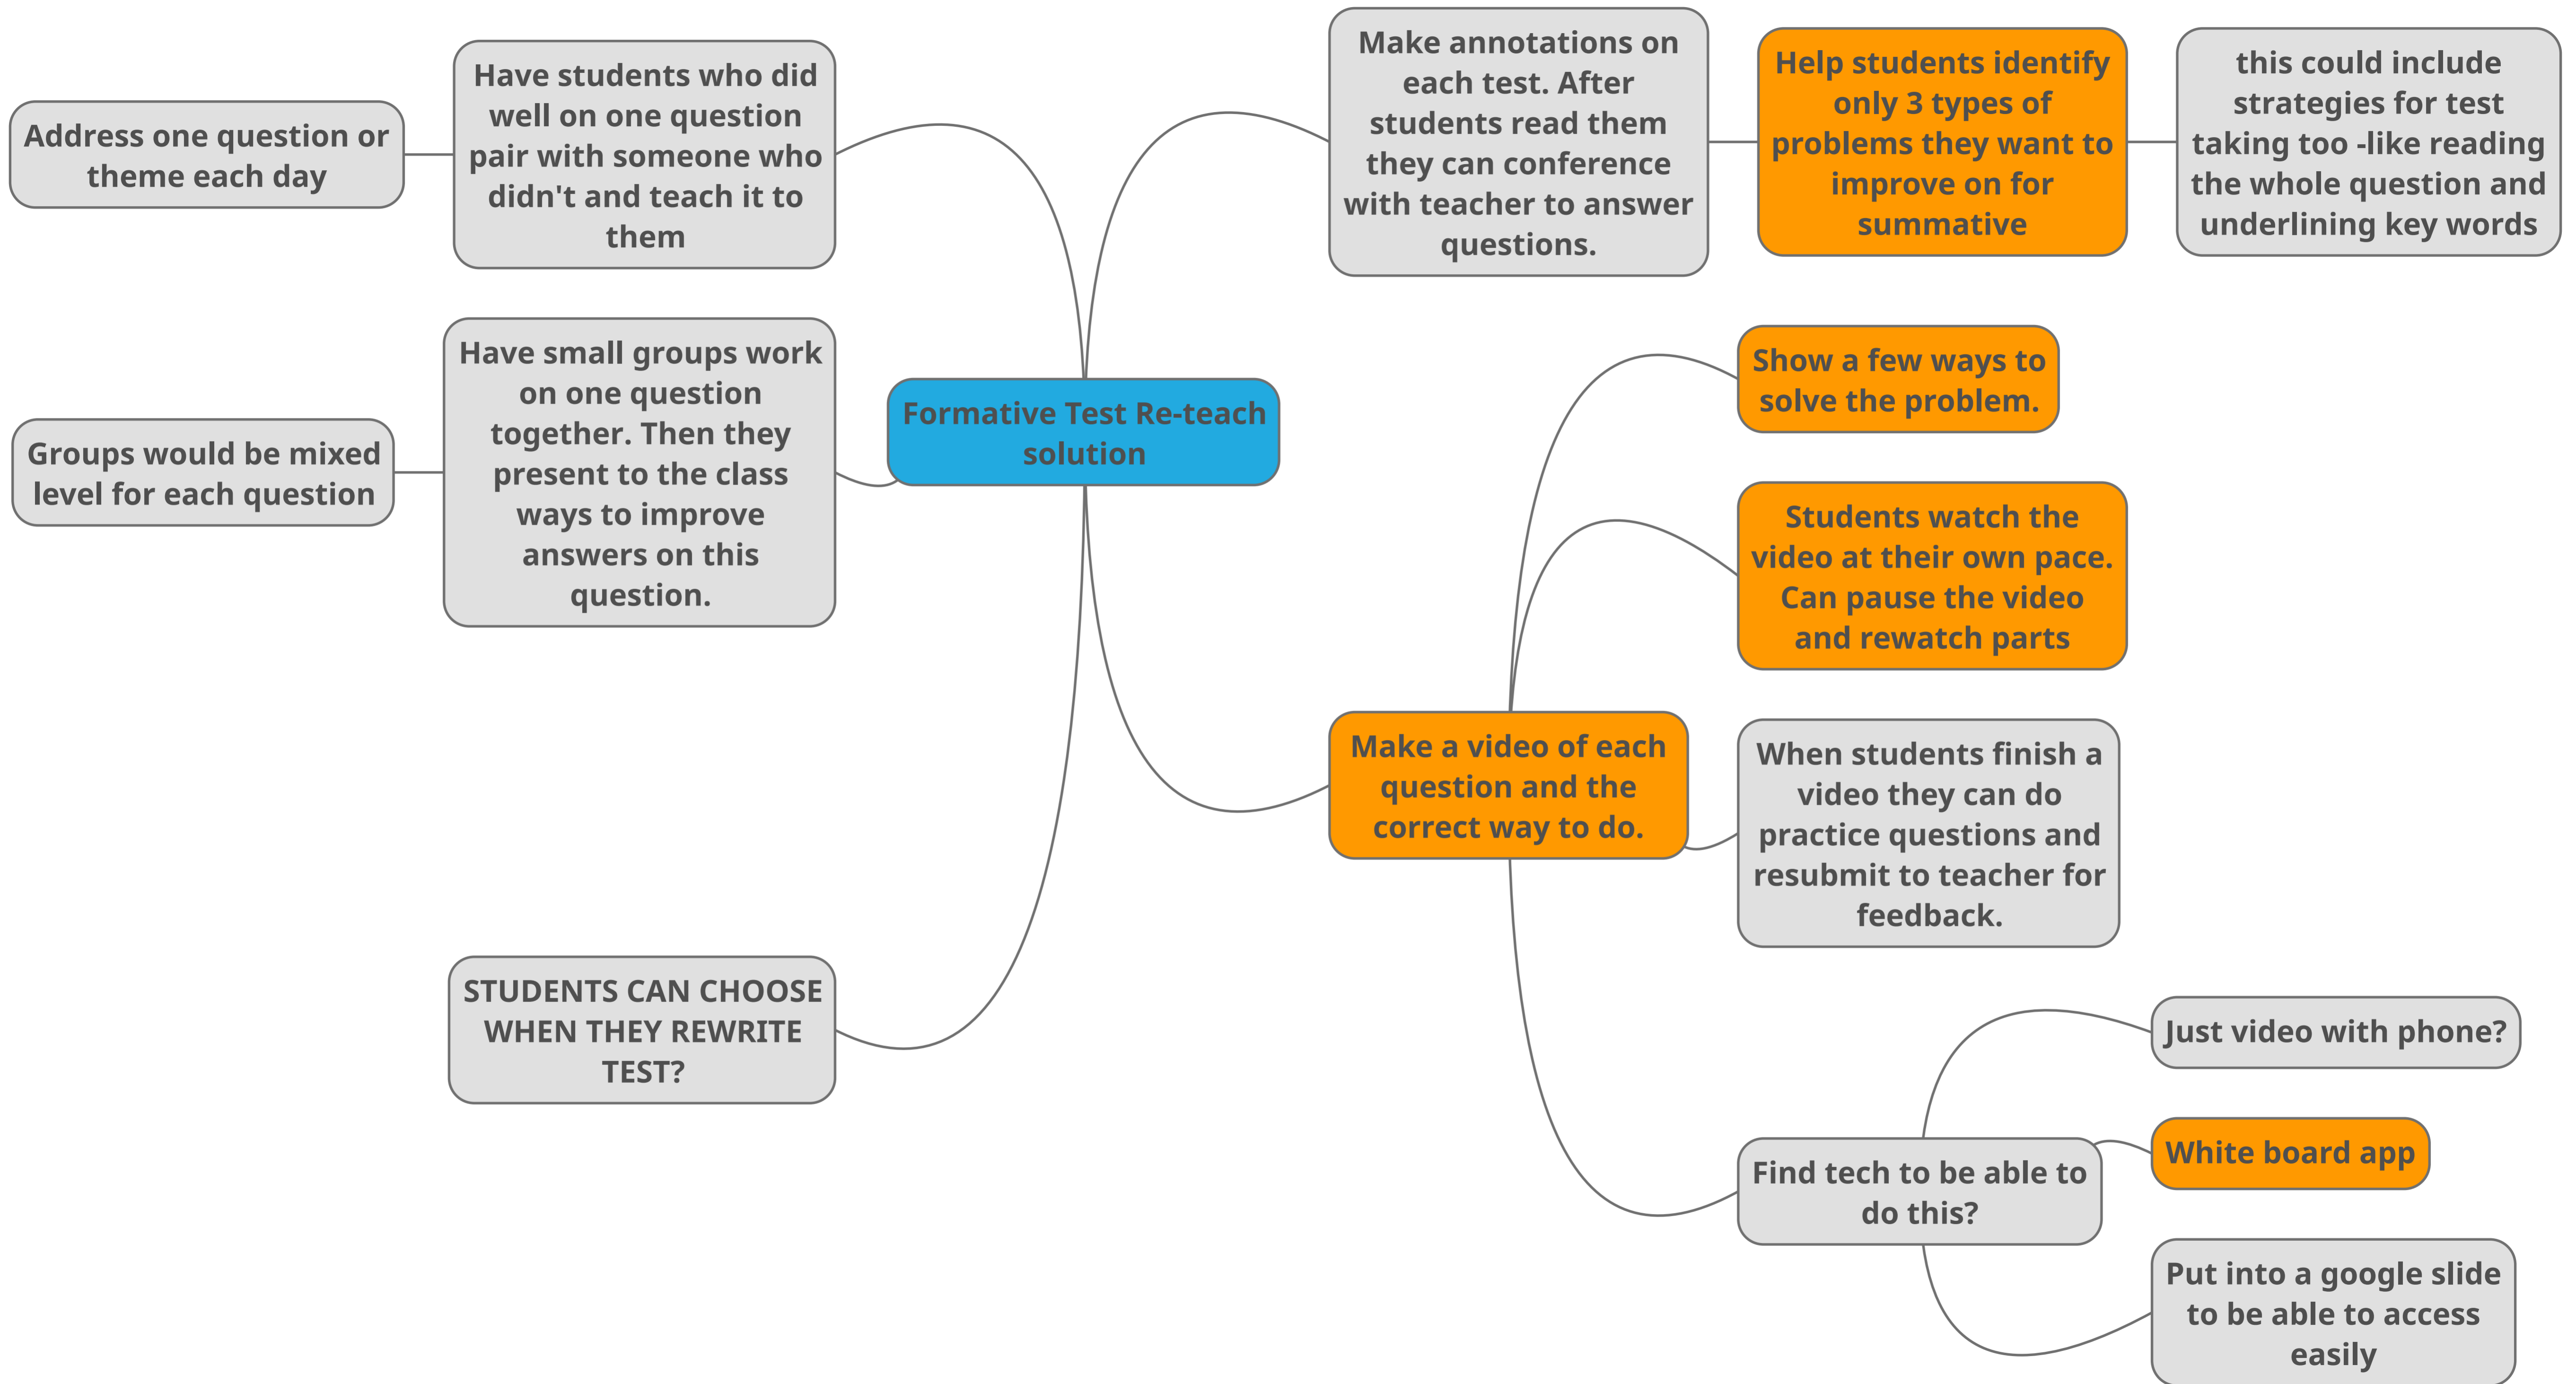 Address one question or
theme each day
Have students who did
well on one question
pair with someone who
didn't and teach it to
them
Groups would be mixed
level for each question
Have small groups work
on one question
together. Then they
present to the class
ways to improve
answers on this
question.
STUDENTS CAN CHOOSE
WHEN THEY REWRITE
TEST?
Formative Test Re-teach
solution
Make annotations on
each test. After
students read them
they can conference
with teacher to answer
questions.
Help students identify
only 3 types of
problems they want to
improve on for
summative
this could include
strategies for test
taking too -like reading
the whole question and
underlining key words
Make a video of each
question and the
correct way to do.
Show a few ways to
solve the problem.
Students watch the
video at their own pace.
Can pause the video
and rewatch parts
When students finish a
video they can do
practice questions and
resubmit to teacher for
feedback.
Find tech to be able to
do this?
Just video with phone?
White board app
Put into a google slide
to be able to access
easily